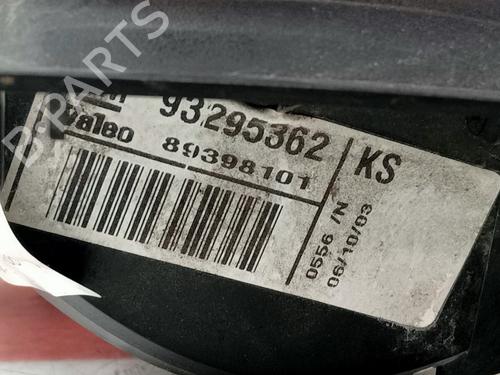 B-PARTS
93295362
KS
Valeo
89398101
0556 /N
06/10/03